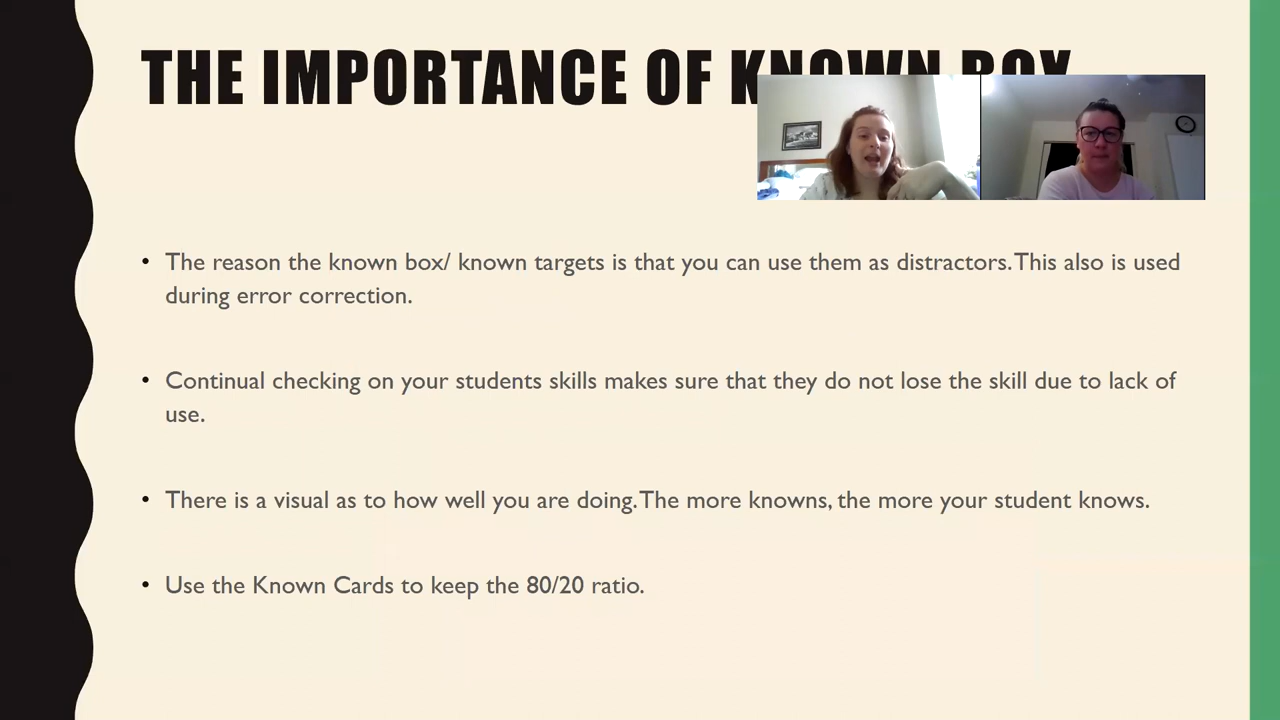 THE IMPORTANCE OF KNOWN BOX
• The reason the known box/ known targets is that you can use them as distractors. This also is used
during error correction.
• Continual checking on your students skills makes sure that they do not lose the skill due to lack of
use.
• There is a visual as to how well you are doing. The more knowns, the more your student knows.
• Use the Known Cards to keep the 80/20 ratio.